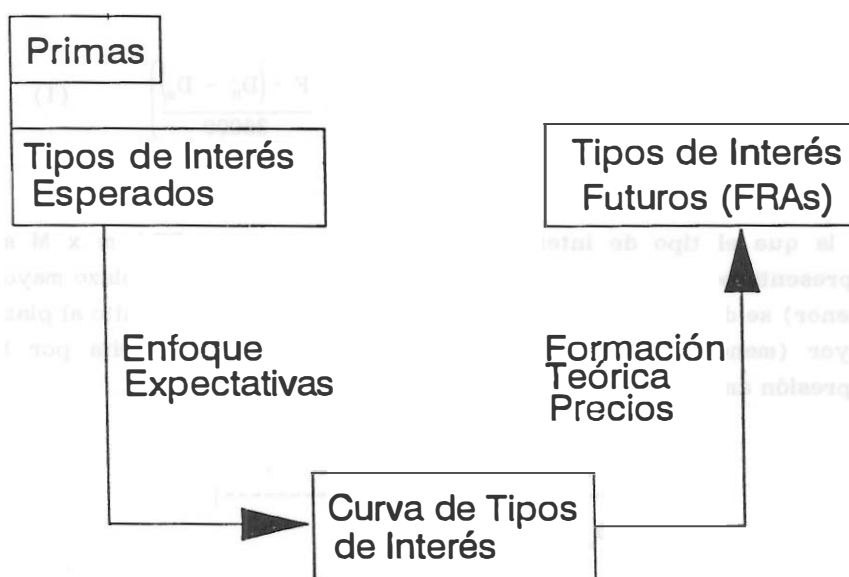 Primas
Tipos de Interés
Esperados
Tipos de Interés
Futuros (FRAs)
Enfoque
Expectativas
Formación
Teórica
Precios
Curva de Tipos
de Interés